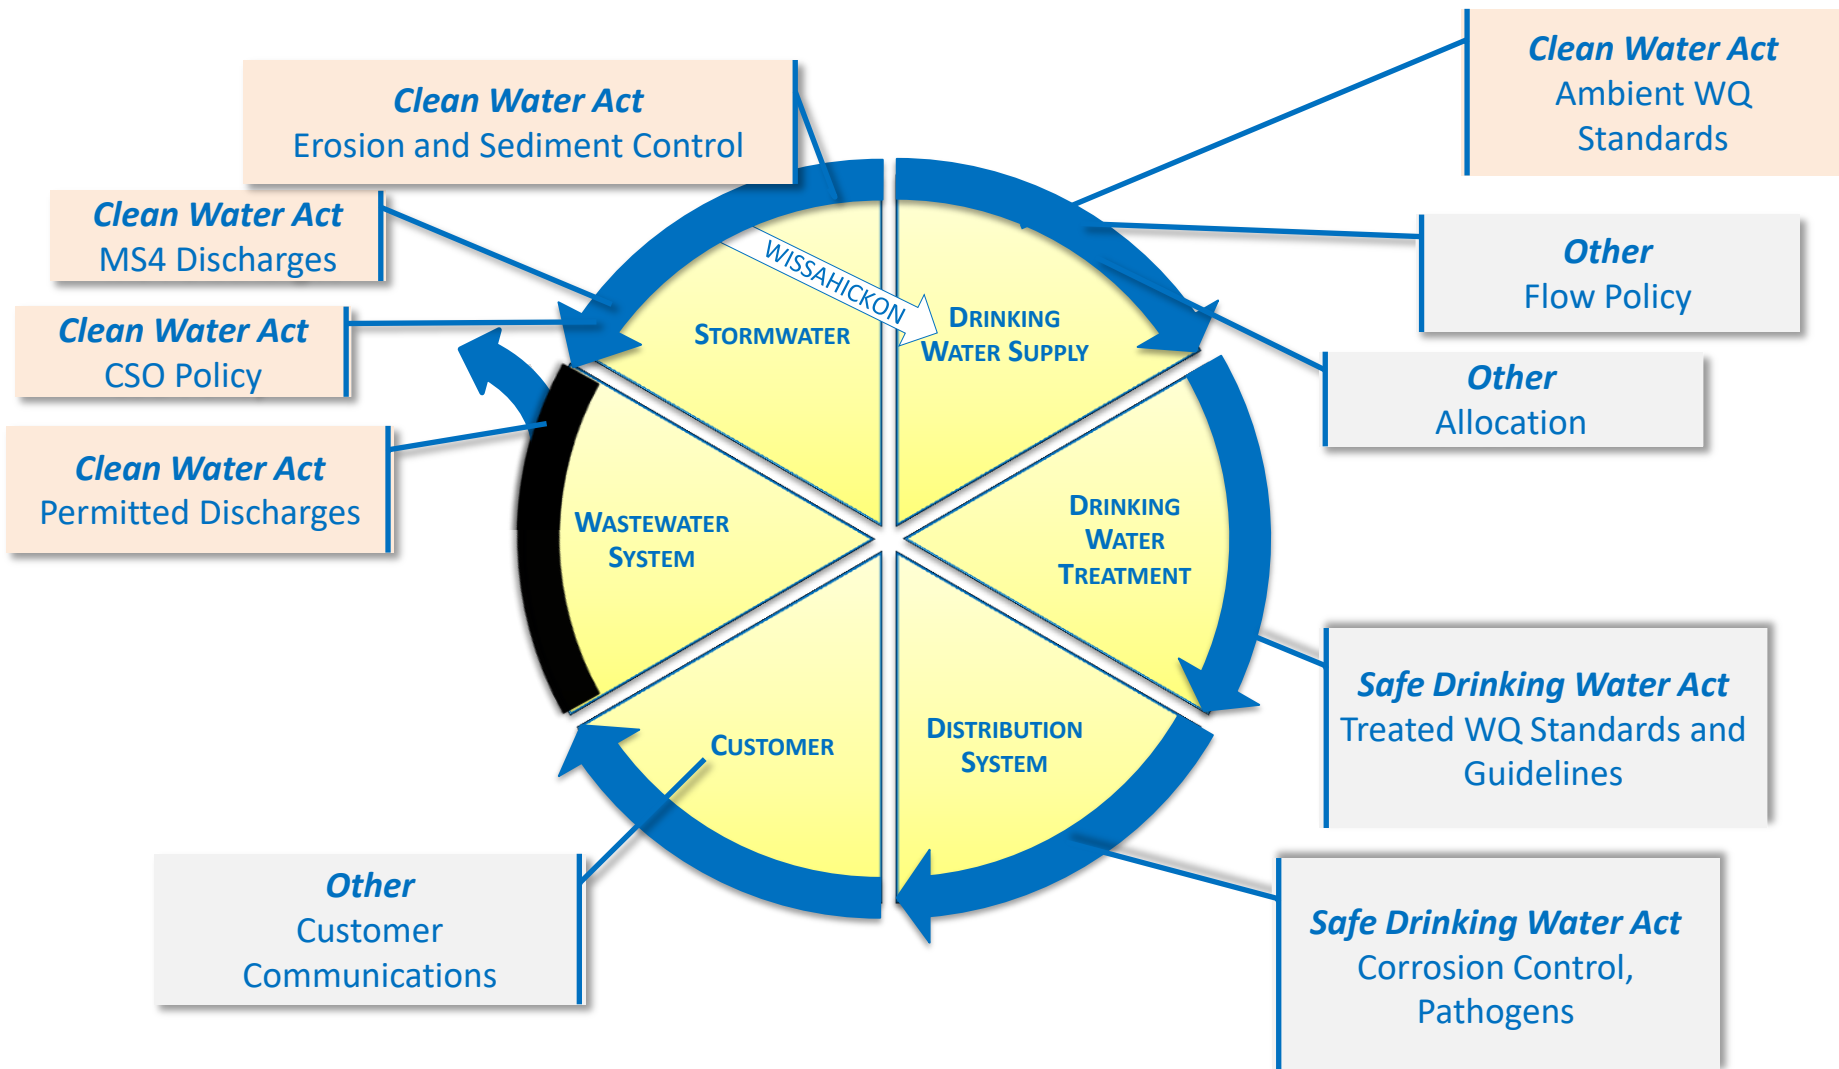 Clean Water Act
Erosion and Sediment Control
Clean Water Act
MS4 Discharges
Clean Water Act
CSO Policy
Clean Water Act
Permitted Discharges
Clean Water Act
Ambient WQ
Standards
Other
Flow Policy
Other
Allocation
WISSAHICKON
STORMWATER
DRINKING
WATER SUPPLY
WASTEWATER
SYSTEM
DRINKING
WATER
TREATMENT
CUSTOMER
DISTRIBUTION
SYSTEM
Safe Drinking Water Act
Treated WQ Standards and
Guidelines
Other
Customer
Communications
Safe Drinking Water Act
Corrosion Control,
Pathogens